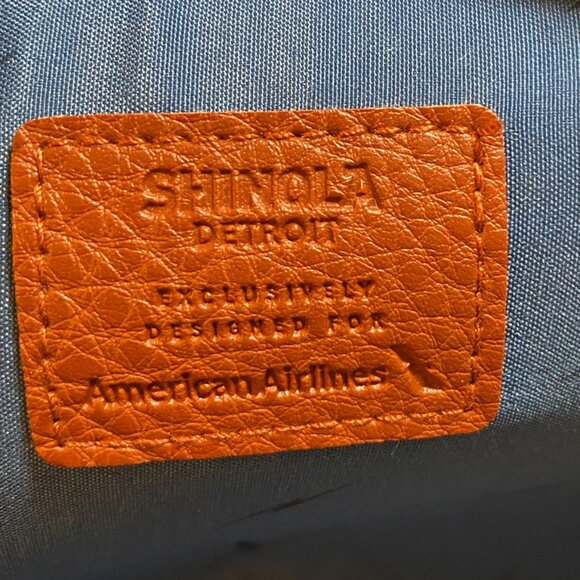 SHINOLA
DETROIT
EXCLUSIVELY
DESIGNED FOR
American Airlines